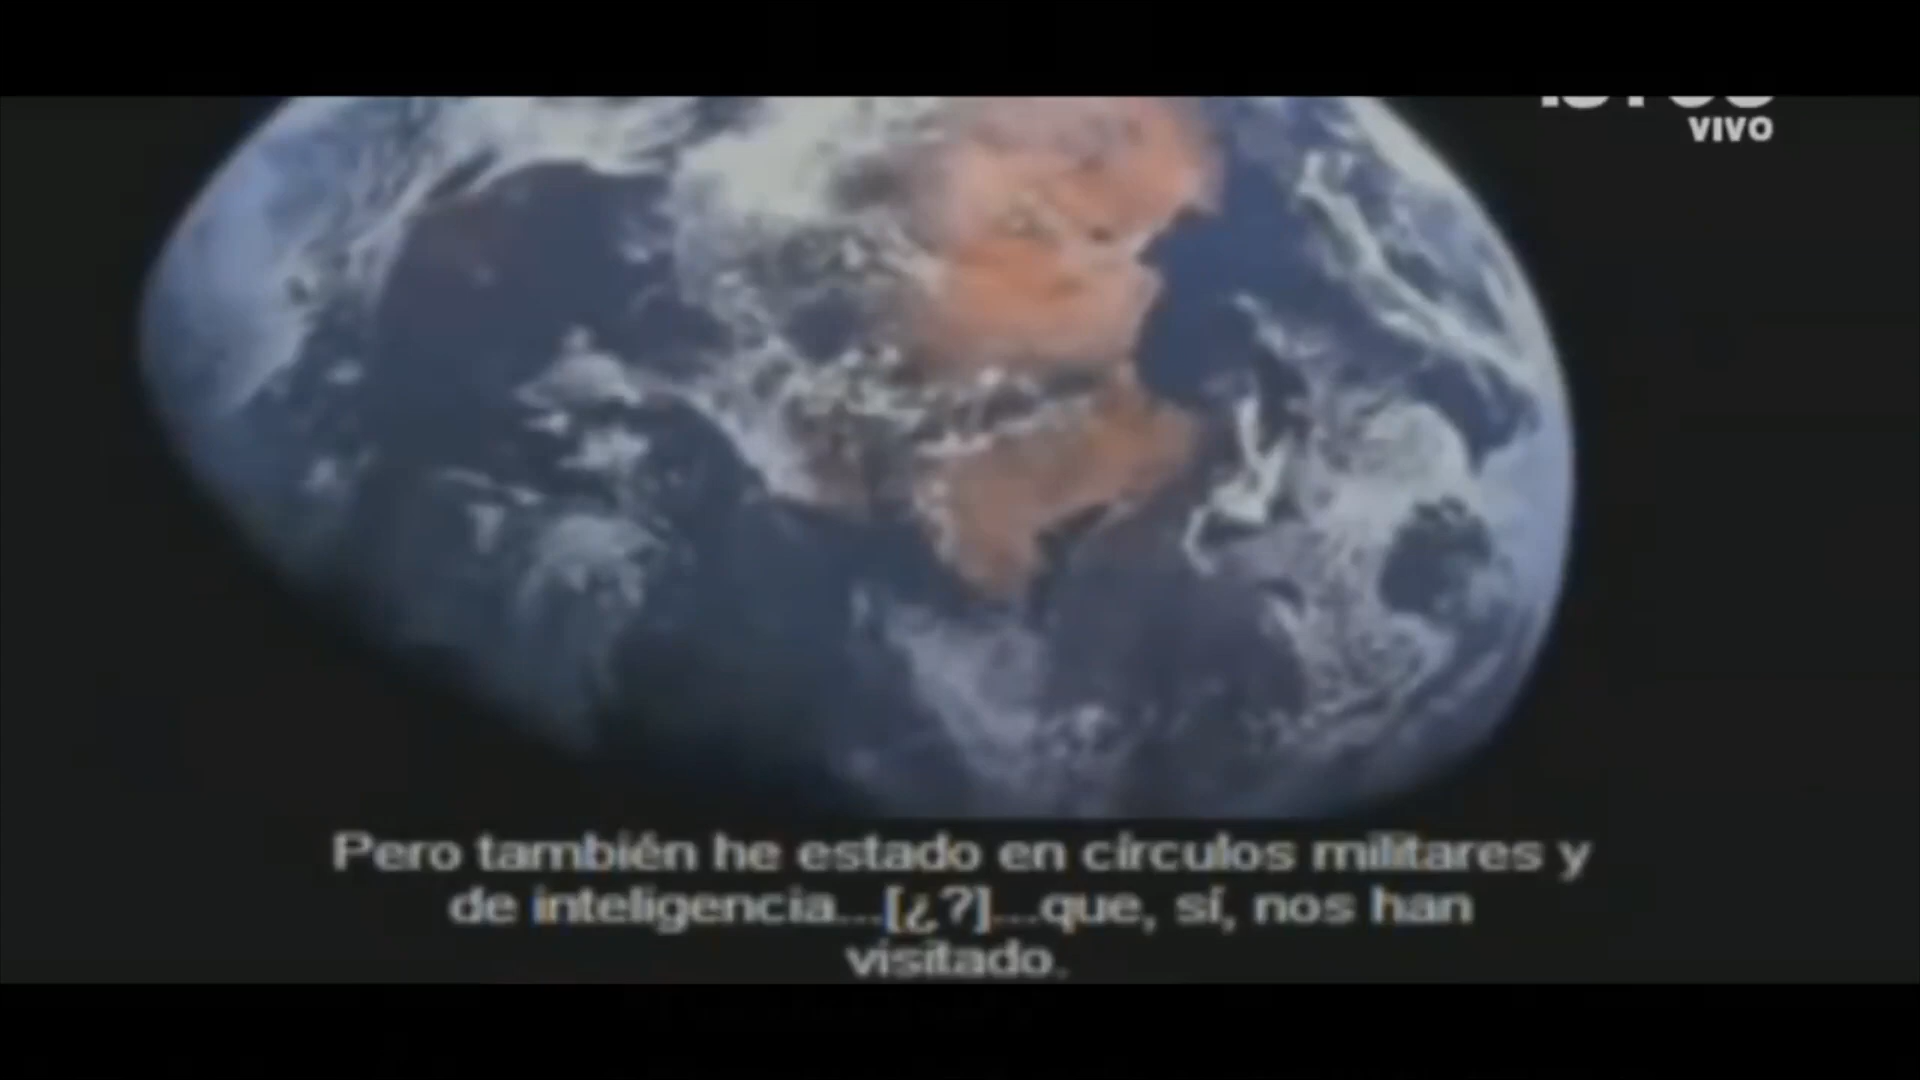 VIVO
Pero también he estado en círculos militares y
de inteligencia...[¿?]...que, sí, nos han
visitado.